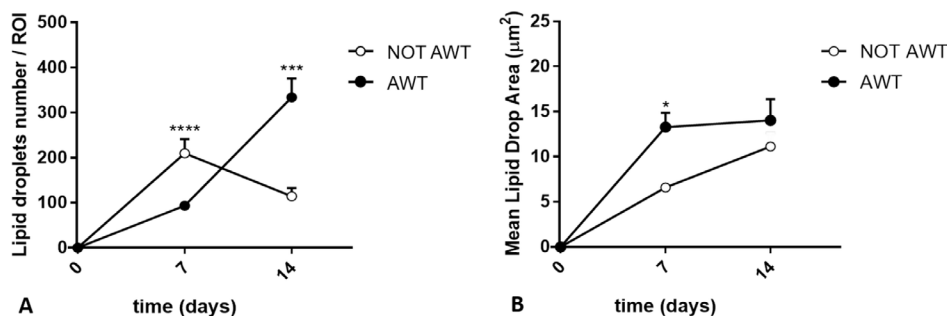 Lipid droplets number / ROI
500
400
300
200
100
0
****
***
NOT AWT
AWT
0
7
14
time (days)
A
Mean Lipid Drop Area (μm²)
25
20
15
10
5
0
*
NOT AWT
AWT
0
7
14
time (days)
B